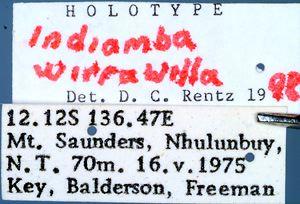 HOLOTYPE
Indiamba
wirrawilla
Det. D. C. Rentz 19 98
12.12S 136.47E
Mt. Saunders, Nhulunbuy,
N.T. 70m. 16.v.1975
Key, Balderson, Freeman